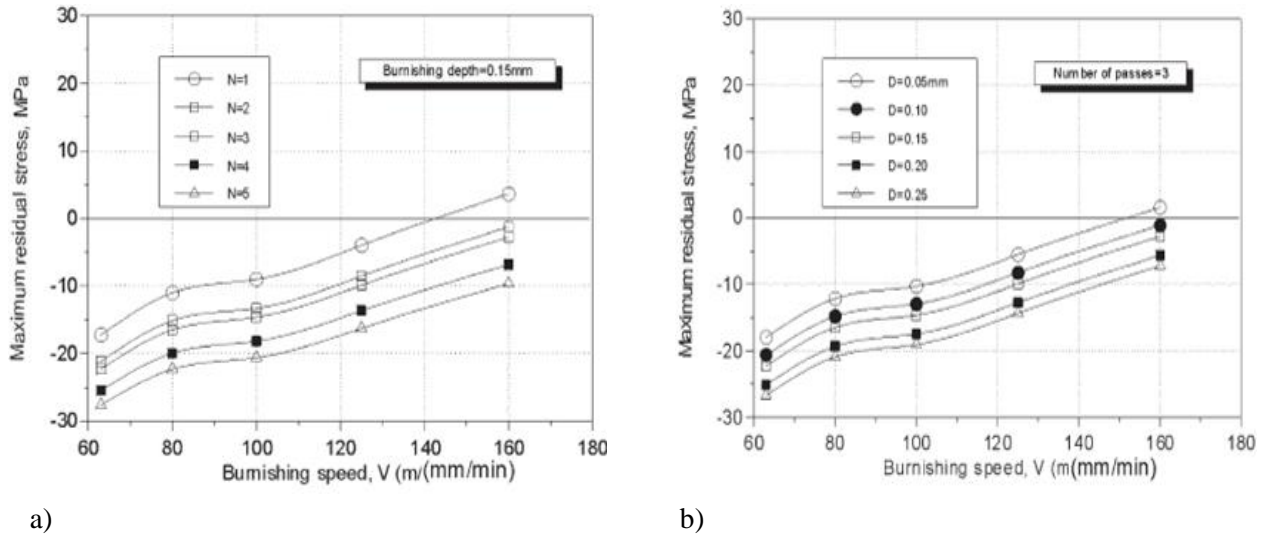 a)
Maximum residual stress, MPa
30
20
10
0
-10
-20
-30
60 80 100 120 140 160 180
Burnishing speed, V (m/(mm/min)
N=1
N=2
N=3
N=4
N=5
Burnishing depth=0.15mm
b)
Maximum residual stress, MPa
30
20
10
0
-10
-20
-30
60 80 100 120 140 160 180
Burnishing speed, V (m(mm/min)
D=0.05mm
D=0.10
D=0.15
D=0.20
D=0.25
Number of passes=3